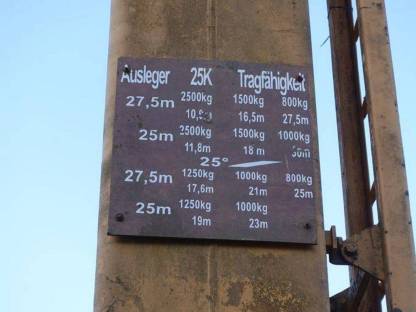 Ausleger 25K Tragfähigkeit
27,5m 2500kg 1500kg 800kg
16,5m 27,5m
25m 2500kg 1500kg 1000kg
11,8m 18 m
25°
27,5m 1250kg 1000kg 800kg
17,6m 21m 25m
25m 1250kg 1000kg
19m 23m